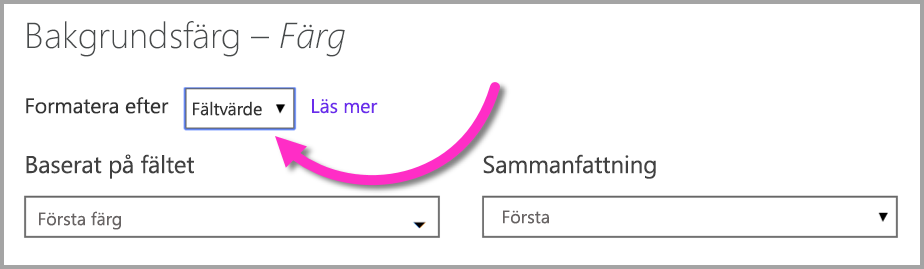 Bakgrundsfärg – Färg
Formatera efter Fältvärde Läs mer
Baserat på fältet Sammanfattning
Första färg Första